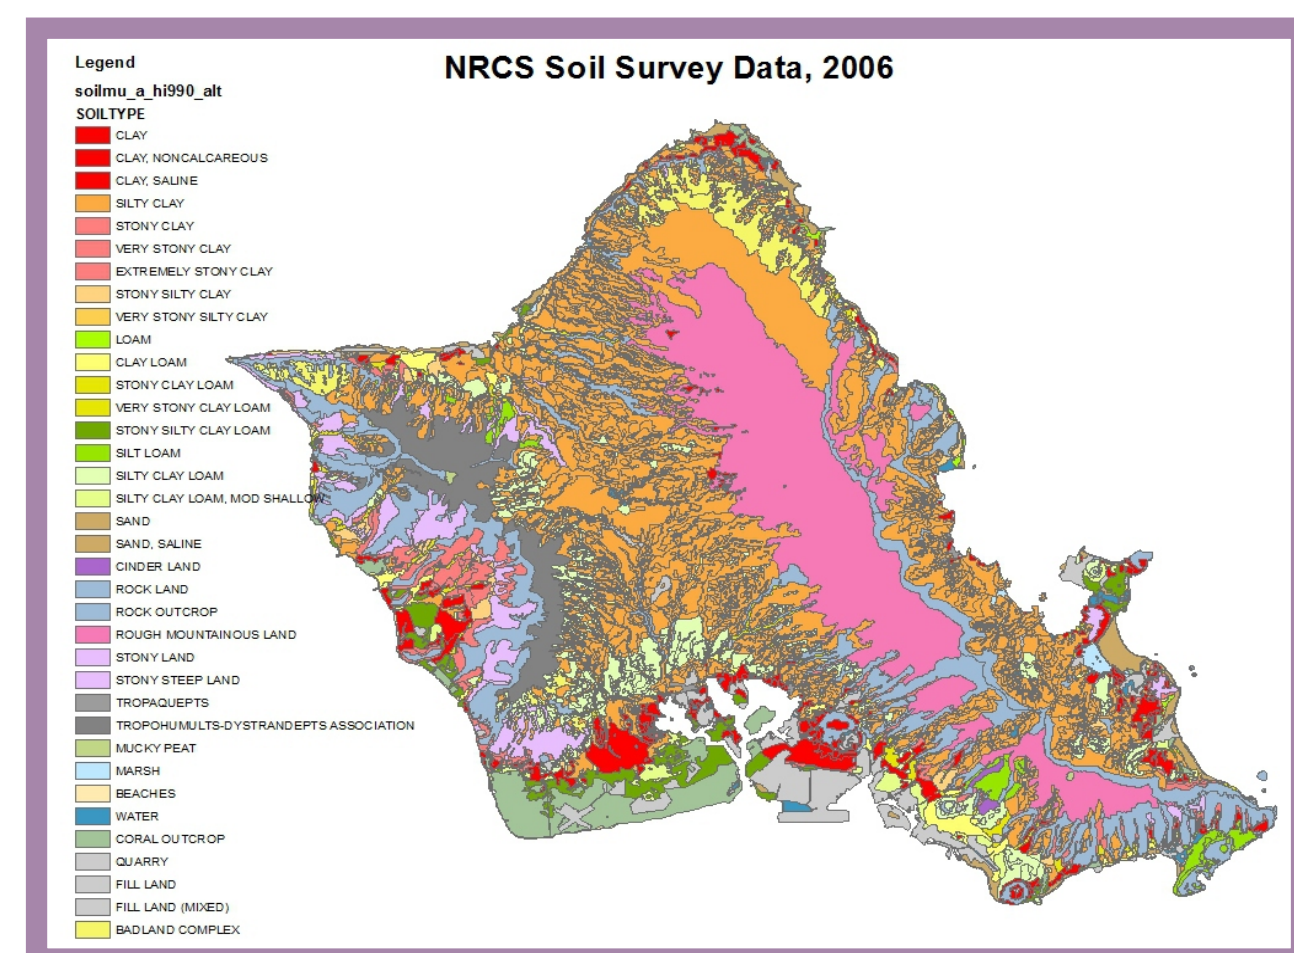 Legend
NRCS Soil Survey Data, 2006
soilmu_a_hi990_alt
SOILTYPE
CLAY
CLAY, NONCALCAREOUS
CLAY, SALINE
SILTY CLAY
STONY CLAY
VERY STONY CLAY
EXTREMELY STONY CLAY
STONY SILTY CLAY
VERY STONY SILTY CLAY
LOAM
CLAY LOAM
STONY CLAY LOAM
VERY STONY CLAY LOAM
STONY SILTY CLAY LOAM
SILT LOAM
SILTY CLAY LOAM
SILTY CLAY LOAM, MOD SHALLOW
SAND
SAND, SALINE
CINDER LAND
ROCK LAND
ROCK OUTCROP
ROUGH MOUNTAINOUS LAND
STONY LAND
STONY STEEP LAND
TROPAQUEPTS
TROPOHUMULTS-DYSTRANDEPTS ASSOCIATION
MUCKY PEAT
MARSH
BEACHES
WATER
CORAL OUTCROP
QUARRY
FILL LAND
FILL LAND (MIXED)
BADLAND COMPLEX